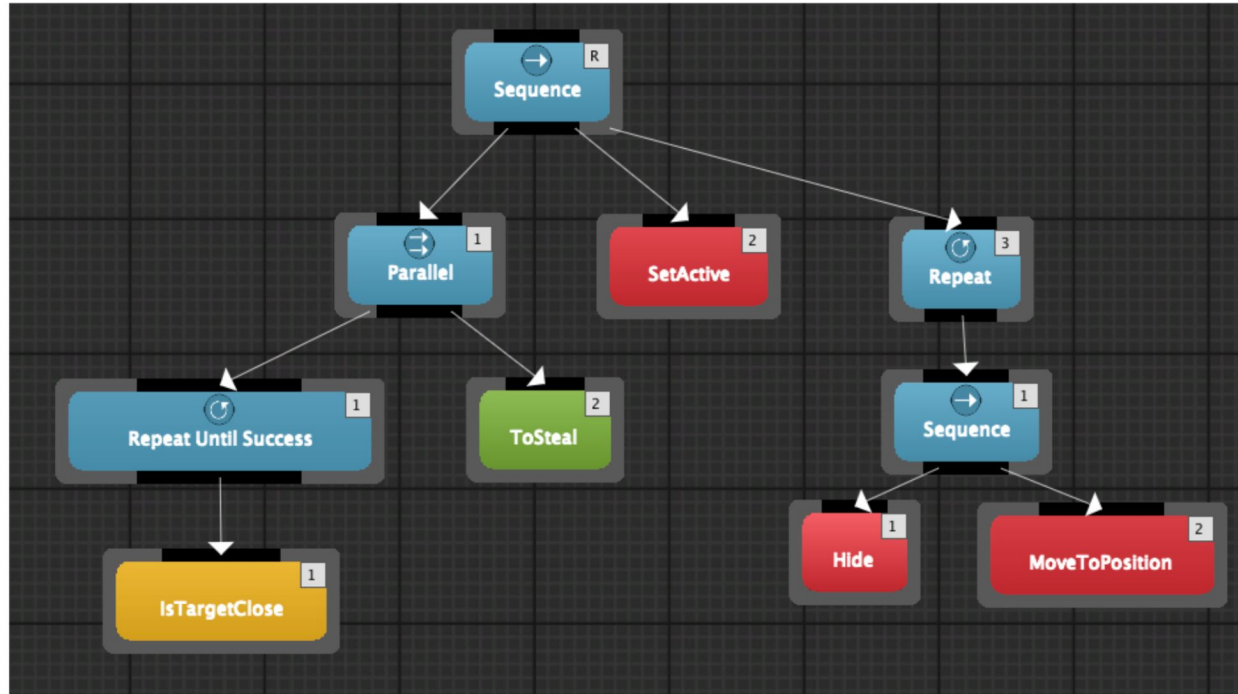 R
Sequence
1
Parallel
2
SetActive
3
Repeat
1
Repeat Until Success
2
ToSteal
1
Sequence
1
IsTargetClose
1
Hide
2
MoveToPosition